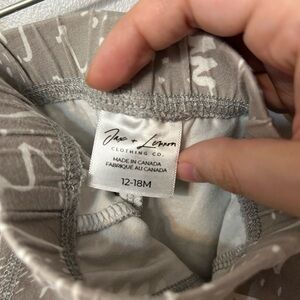 Jax + Lennon
CLOTHING CO.
MADE IN CANADA
FABRIQUÉ AU CANADA
12-18M